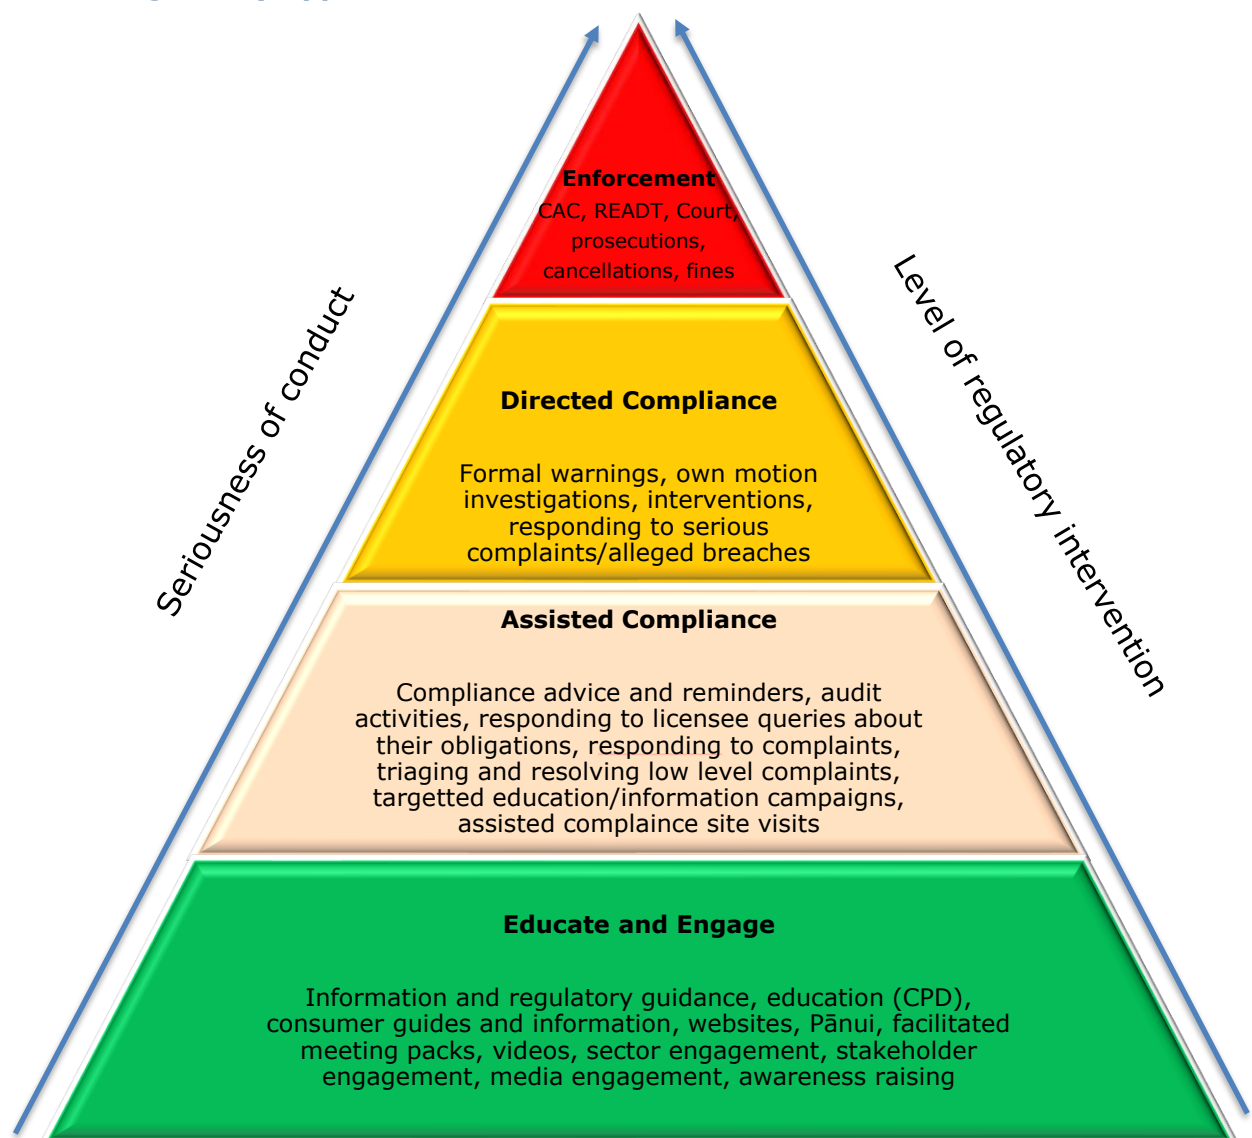 Enforcement
CAC, READT, Court,
prosecutions,
cancellations, fines
Seriousness of conduct
Level of regulatory intervention
Directed Compliance
Formal warnings, own motion
investigations, interventions,
responding to serious
complaints/alleged breaches
Assisted Compliance
Compliance advice and reminders, audit
activities, responding to licensee queries about
their obligations, responding to complaints,
triaging and resolving low level complaints,
targetted education/information campaigns,
assisted complaince site visits
Educate and Engage
Information and regulatory guidance, education (CPD),
consumer guides and information, websites, Pānui, facilitated
meeting packs, videos, sector engagement, stakeholder
engagement, media engagement, awareness raising